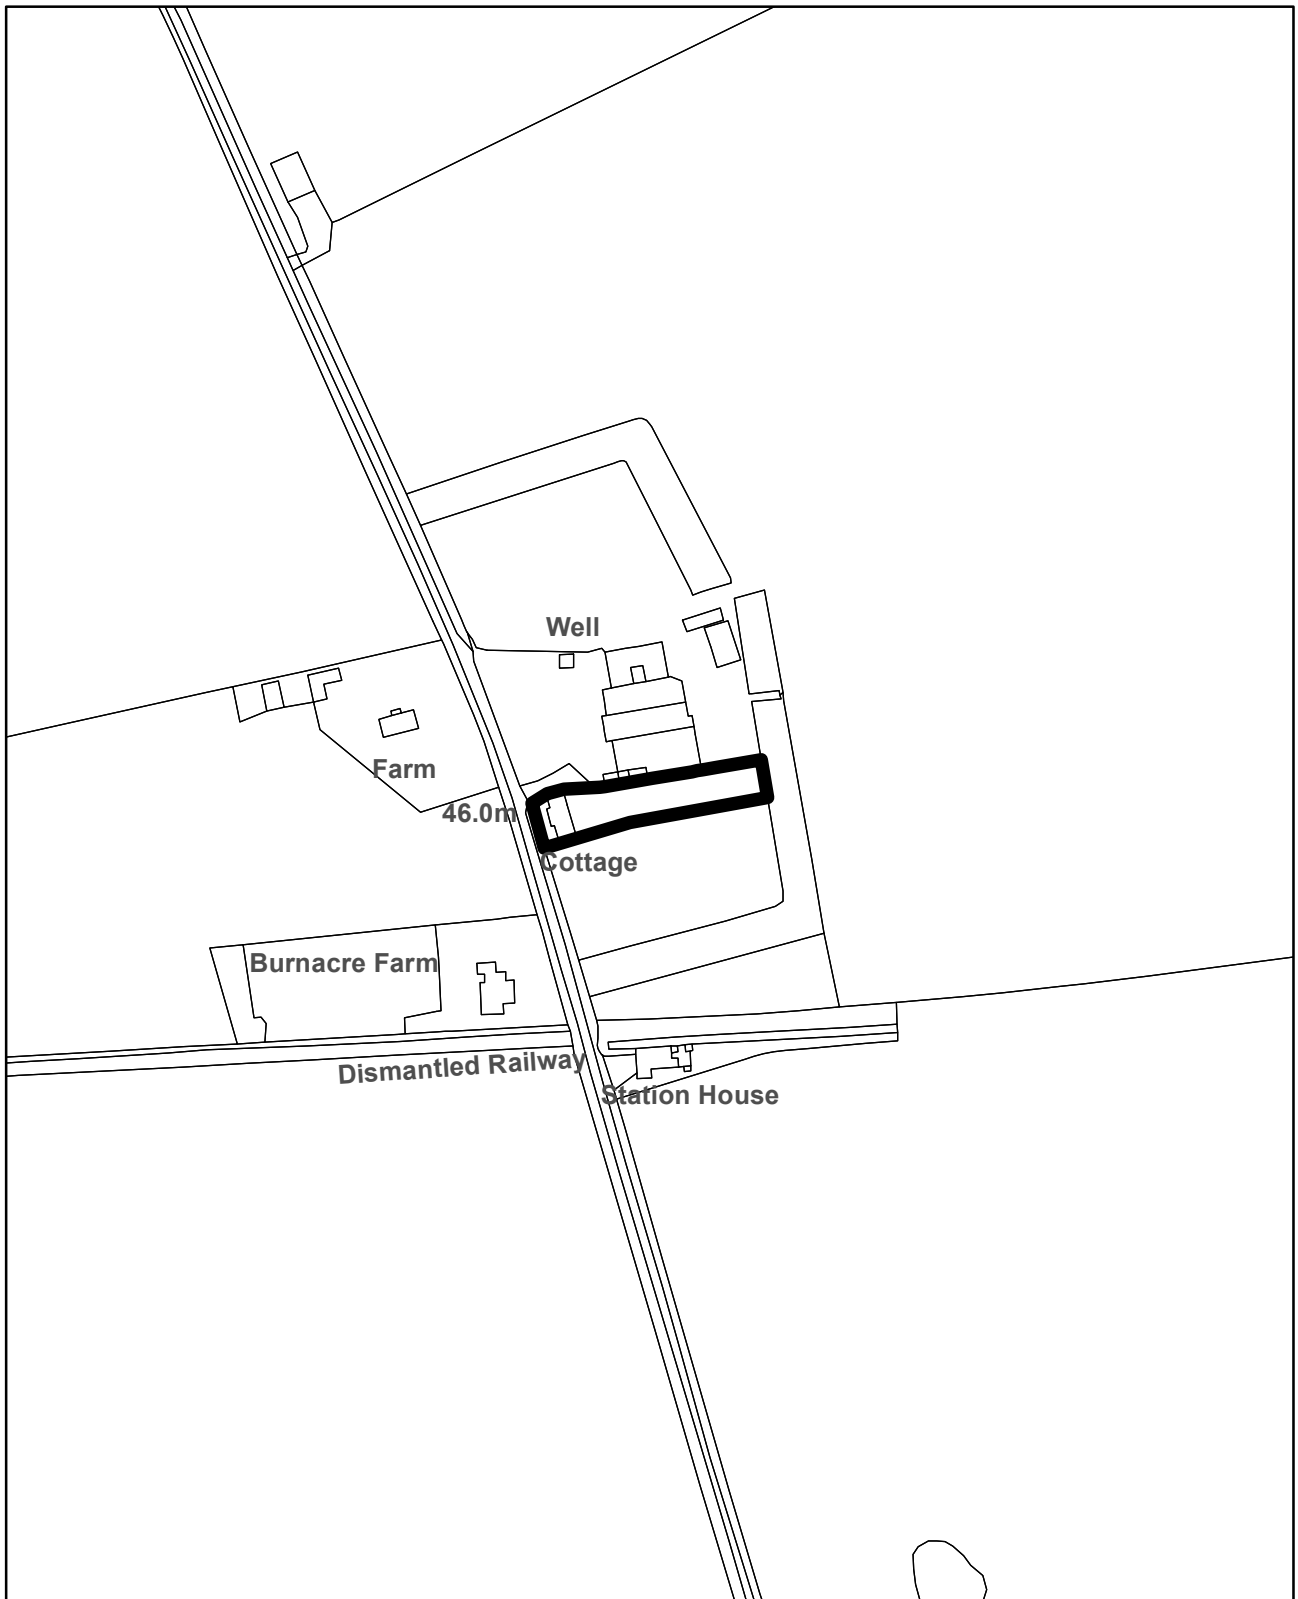 Well
Farm
46.0m
Cottage
Burnacre Farm
Dismantled Railway
Station House